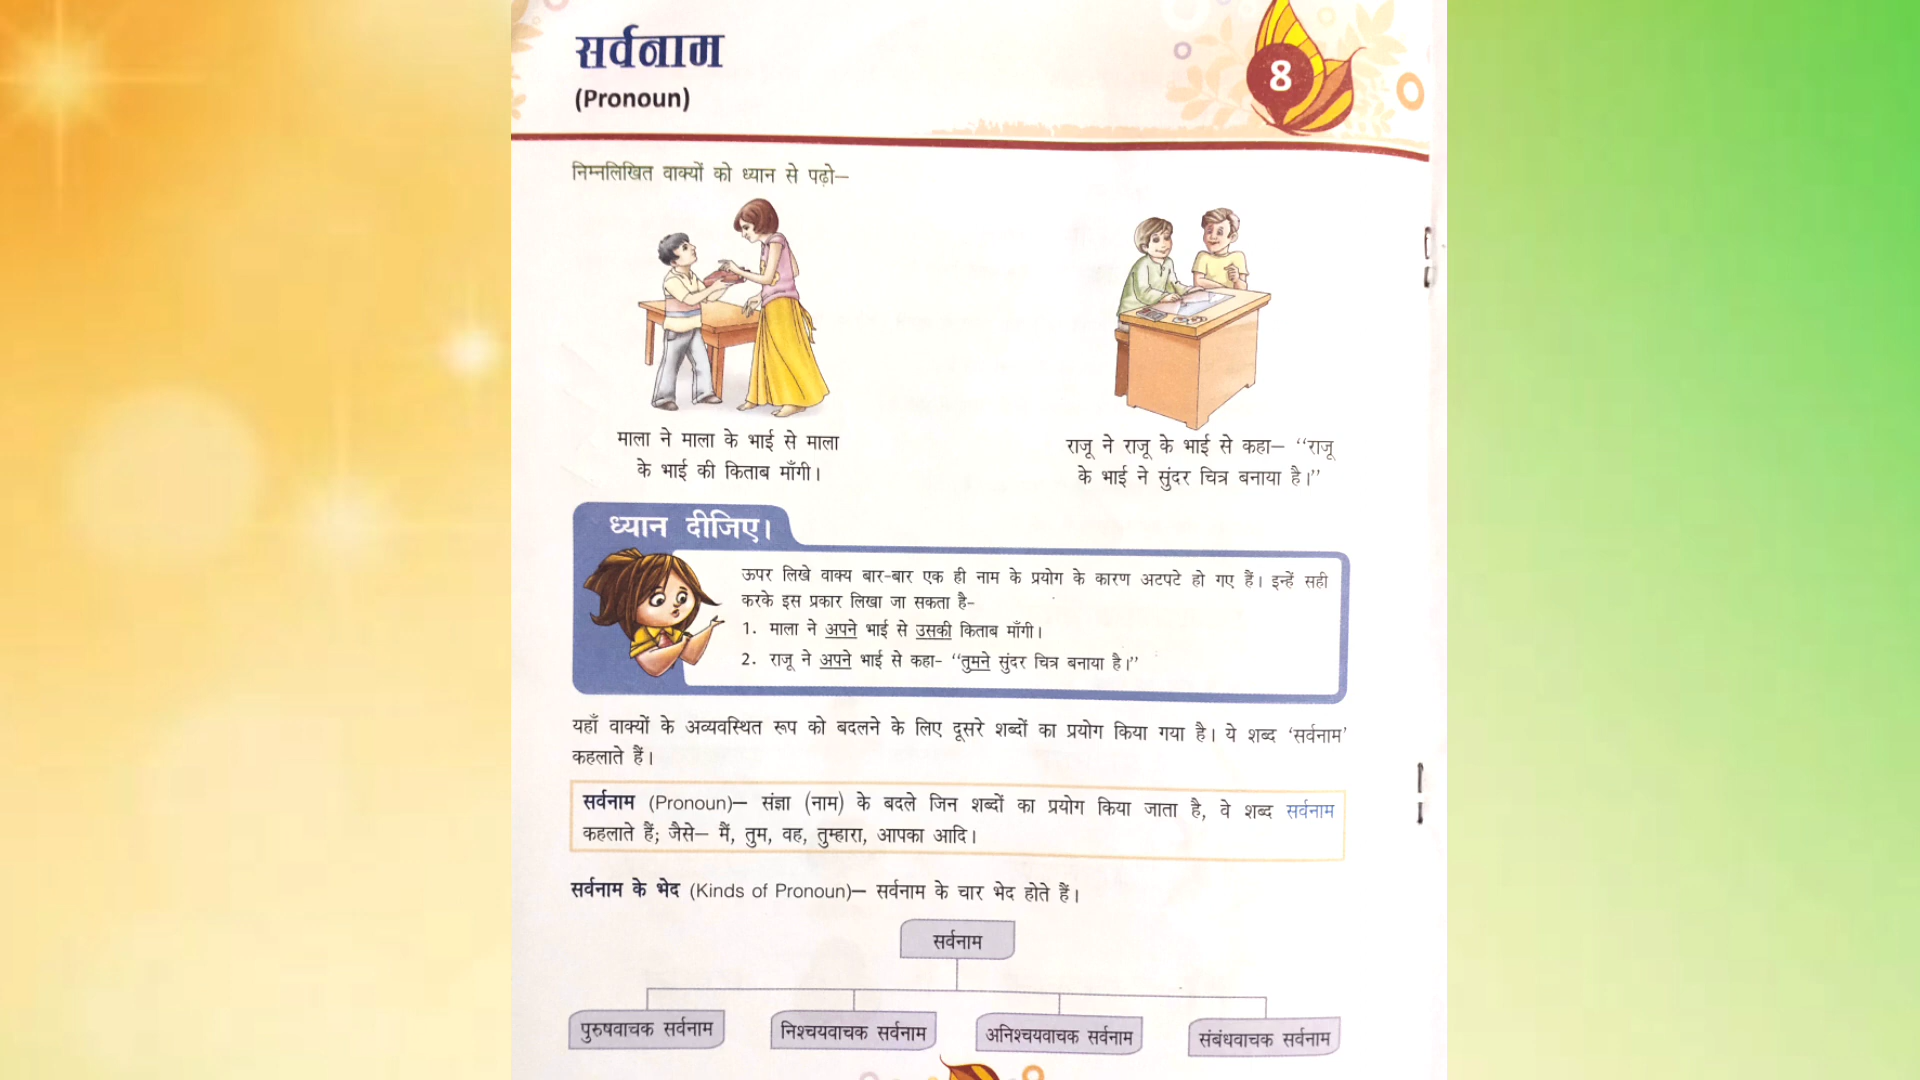 सर्वनाम
(Pronoun)
8
निम्नलिखित वाक्यों को ध्यान से पढ़ो–
माला ने माला के भाई से माला
के भाई की किताब माँगी।
राजू ने राजू के भाई से कहा– “राजू
के भाई ने सुंदर चित्र बनाया है।”
ध्यान दीजिए।
ऊपर लिखे वाक्य बार-बार एक ही नाम के प्रयोग के कारण अटपटे हो गए हैं। इन्हें सही
करके इस प्रकार लिखा जा सकता है-
1. माला ने अपने भाई से उसकी किताब माँगी।
2. राजू ने अपने भाई से कहा- “तुमने सुंदर चित्र बनाया है।”
यहाँ वाक्यों के अव्यवस्थित रूप को बदलने के लिए दूसरे शब्दों का प्रयोग किया गया है। ये शब्द ‘सर्वनाम’
कहलाते हैं।
सर्वनाम (Pronoun)– संज्ञा (नाम) के बदले जिन शब्दों का प्रयोग किया जाता है, वे शब्द सर्वनाम
कहलाते हैं; जैसे– मैं, तुम, वह, तुम्हारा, आपका आदि।
सर्वनाम के भेद (Kinds of Pronoun)– सर्वनाम के चार भेद होते हैं।
सर्वनाम
पुरुषवाचक सर्वनाम
निश्चयवाचक सर्वनाम
अनिश्चयवाचक सर्वनाम
संबंधवाचक सर्वनाम